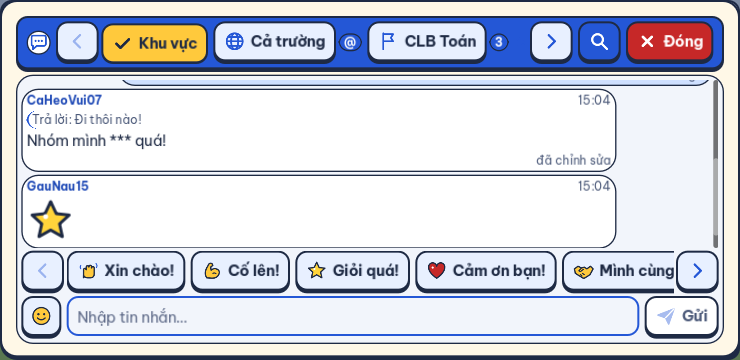 Khu vực
Cả trường
@
CLB Toán
3
Đóng
CaHeoVui07
15:04
Trả lời: Đi thôi nào!
Nhóm mình *** quá!
đã chỉnh sửa
GauNau15
15:04
Xin chào!
Cố lên!
Giỏi quá!
Cảm ơn bạn!
Mình cùng
Nhập tin nhắn...
Gửi